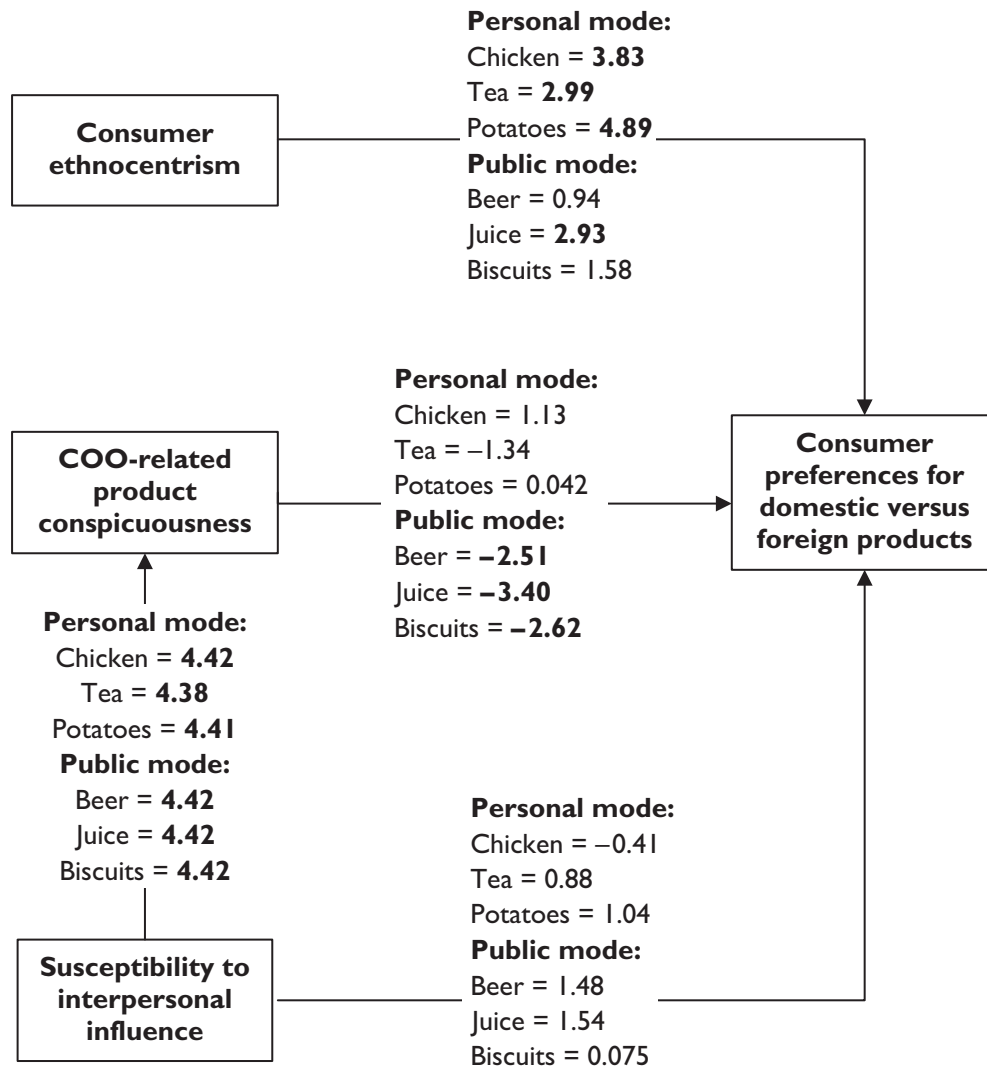 Personal mode:
Chicken = 3.83
Tea = 2.99
Potatoes = 4.89
Public mode:
Beer = 0.94
Juice = 2.93
Biscuits = 1.58
Consumer
ethnocentrism
Personal mode:
Chicken = 1.13
Tea = –1.34
Potatoes = 0.042
Public mode:
Beer = –2.51
Juice = –3.40
Biscuits = –2.62
COO-related
product
conspicuousness
Consumer
preferences for
domestic versus
foreign products
Personal mode:
Chicken = 4.42
Tea = 4.38
Potatoes = 4.41
Public mode:
Beer = 4.42
Juice = 4.42
Biscuits = 4.42
Personal mode:
Chicken = –0.41
Tea = 0.88
Potatoes = 1.04
Public mode:
Beer = 1.48
Juice = 1.54
Biscuits = 0.075
Susceptibility to
interpersonal
influence